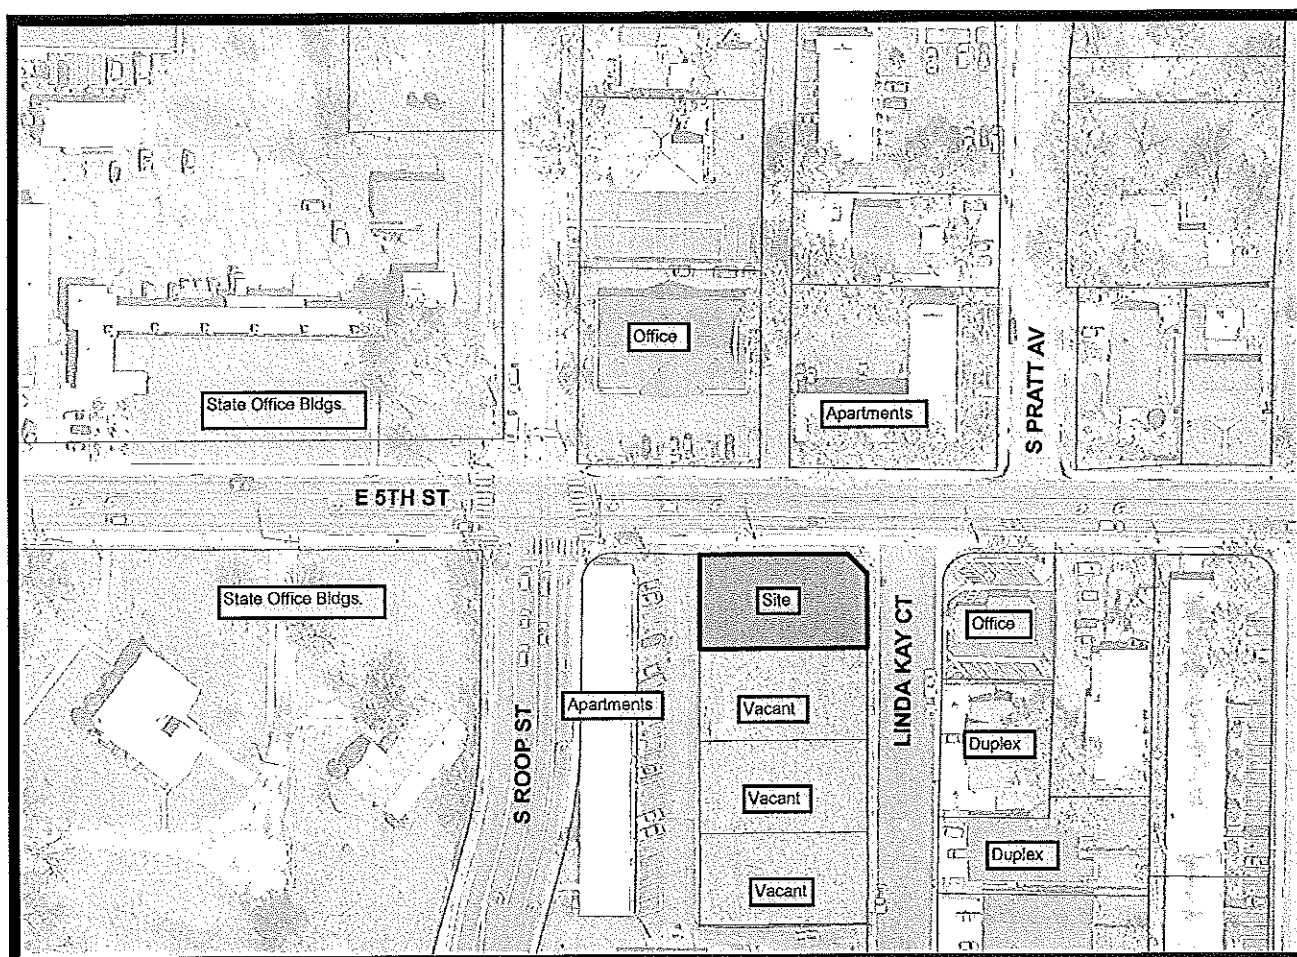 Office
State Office Bldgs.
Apartments
S PRATT AV
E 5TH ST
State Office Bldgs.
Site
Office
Apartments
Vacant
LINDA KAY CT
Duplex
S ROOP ST
Vacant
Duplex
Vacant